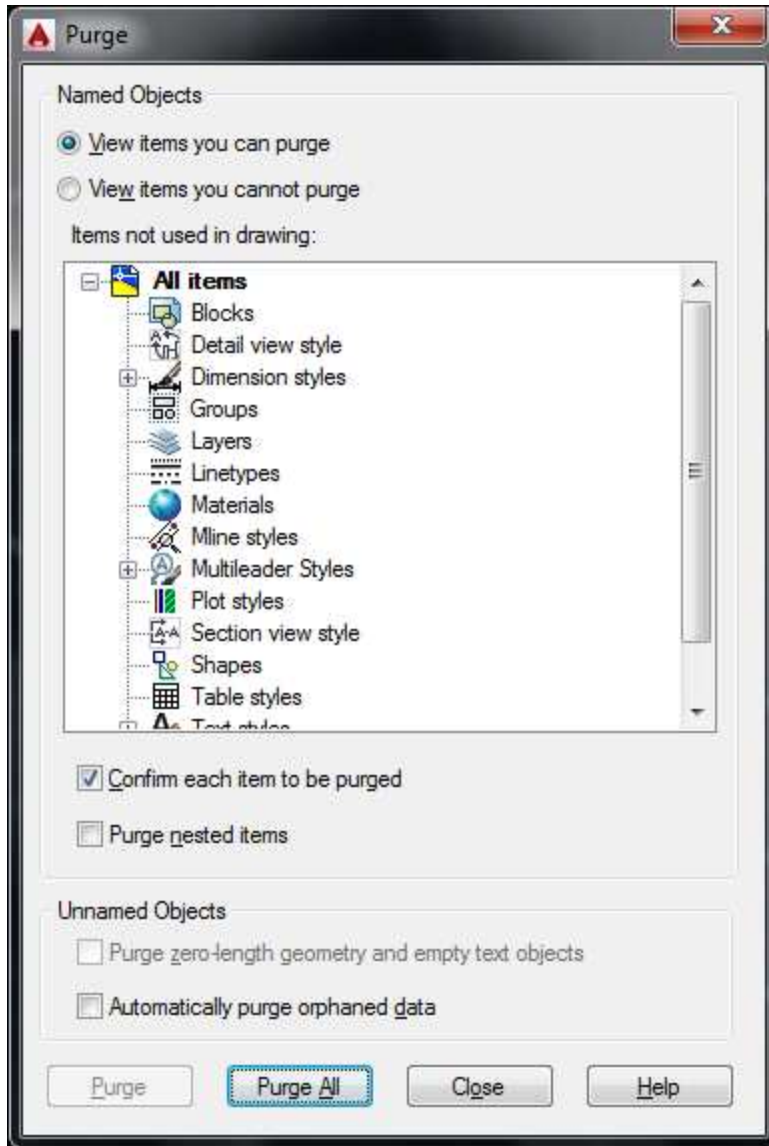 Purge
Named Objects
View items you can purge
View items you cannot purge
Items not used in drawing:
All items
Blocks
Detail view style
Dimension styles
Groups
Layers
Linetypes
Materials
Mline styles
Multileader Styles
Plot styles
Section view style
Shapes
Table styles
Text styles
Confirm each item to be purged
Purge nested items
Unnamed Objects
Purge zero-length geometry and empty text objects
Automatically purge orphaned data
Purge Purge All Close Help